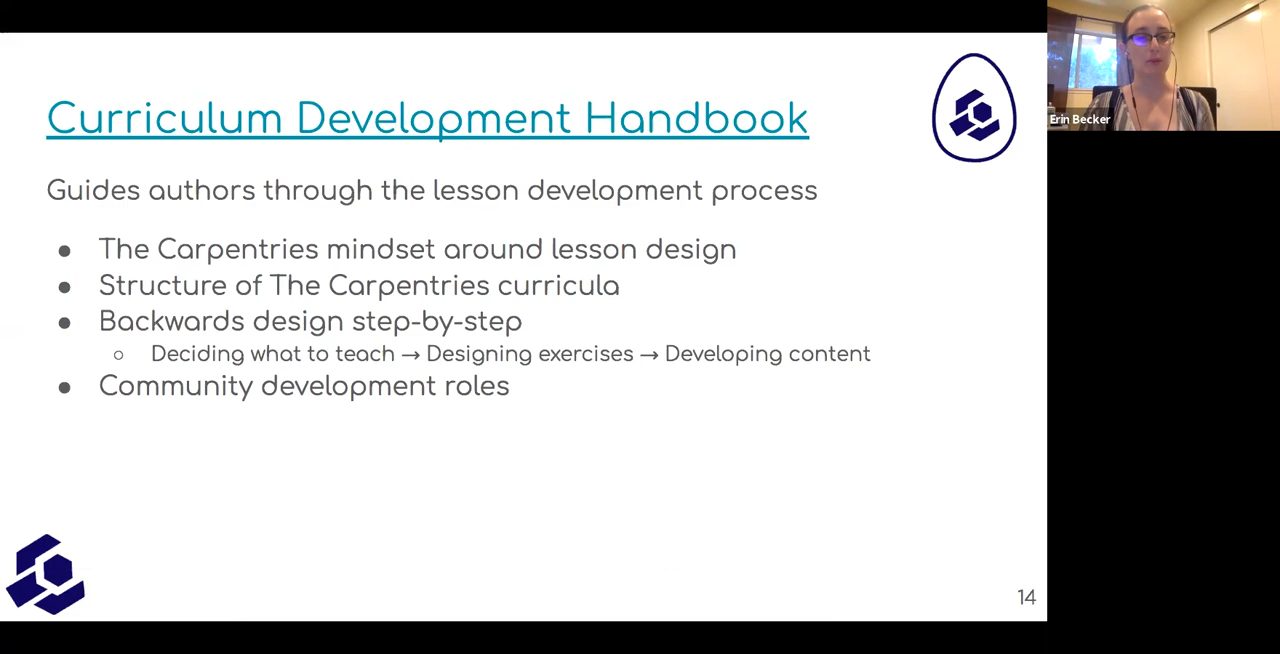 Curriculum Development Handbook
Erin Becker
Guides authors through the lesson development process
● The Carpentries mindset around lesson design
● Structure of The Carpentries curricula
● Backwards design step-by-step
○ Deciding what to teach → Designing exercises → Developing content
● Community development roles
14